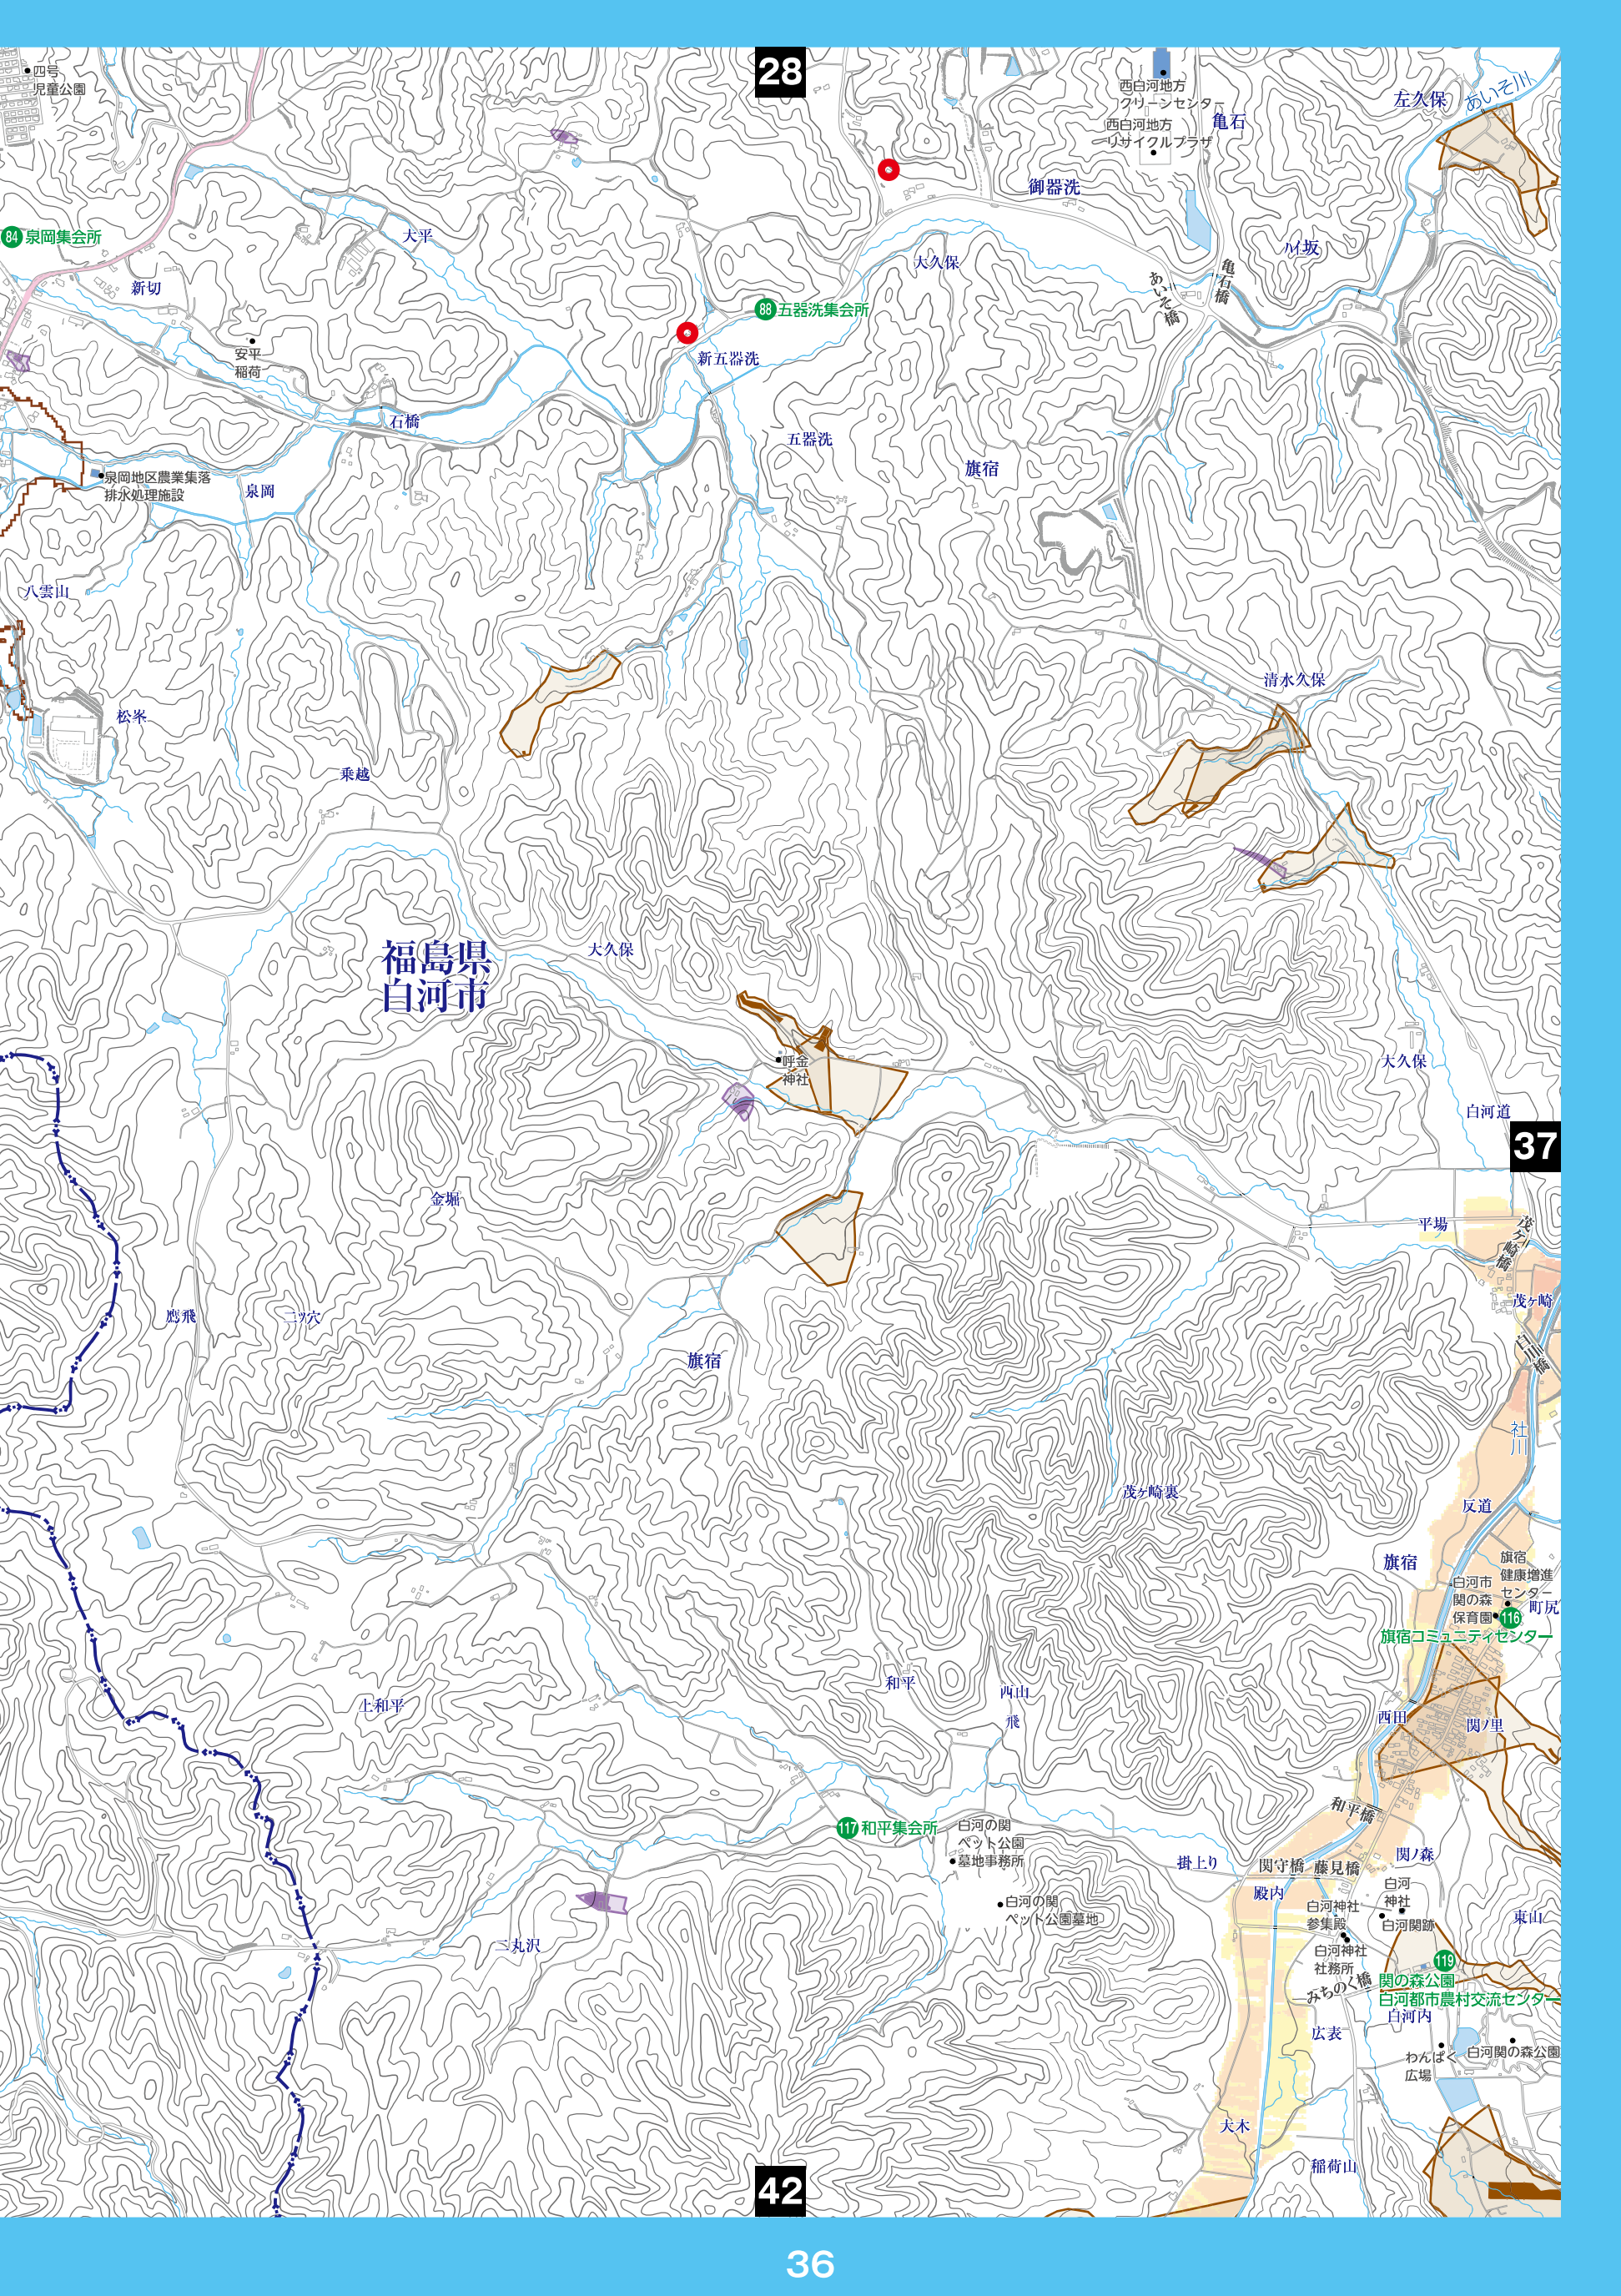 28
四号
児童公園
西白河地方
クリーンセンター
西白河地方
リサイクルプラザ
亀石
左久保
あいそ川
御器洗
84 泉岡集会所
大平
新切
大久保
ハイ坂
亀石橋
あいそ橋
88 五器洗集会所
新五器洗
安平
稲荷
石橋
五器洗
旗宿
泉岡地区農業集落
排水処理施設
泉岡
八雲山
清水久保
松峯
乗越
福島県
白河市
大久保
呼金
神社
大久保
白河道
37
金堀
平場
茂ケ崎橋
茂ヶ崎
白川橋
鷹飛
二ツ穴
旗宿
社川
茂ヶ崎裏
反道
旗宿
旗宿
健康増進
センター
白河市
関の森
保育園
116
町尻
旗宿コミュニティセンター
和平
西山
飛
上和平
西田
関ノ里
和平橋
117 和平集会所
白河の関
ペット公園
墓地事務所
掛上り
関守橋
藤見橋
関ノ森
殿内
白河
神社
白河の関
ペット公園墓地
白河神社
参集殿
白河関跡
東山
二丸沢
白河神社
社務所
119
関の森公園
白河都市農村交流センター
みちのく橋
白河内
広表
わんぱく
広場
白河関の森公園
大木
稲荷山
42
36